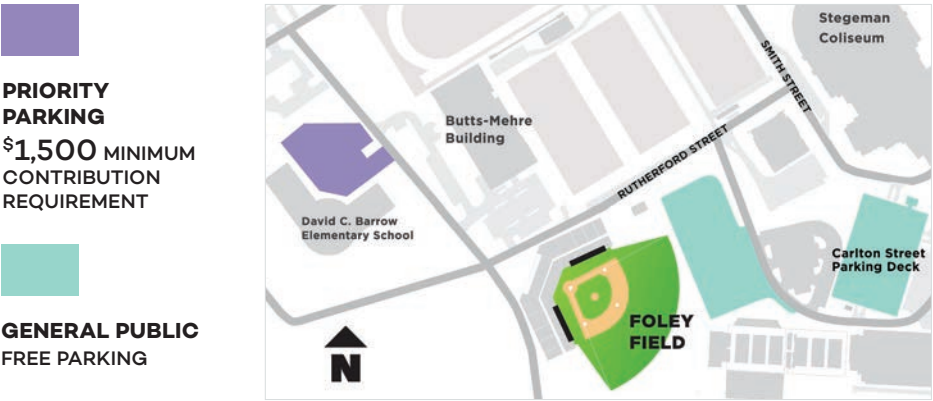 PRIORITY
PARKING
$1,500 MINIMUM
CONTRIBUTION
REQUIREMENT
GENERAL PUBLIC
FREE PARKING
Stegeman
Coliseum
SMITH STREET
Butts-Mehre
Building
RUTHERFORD STREET
David C. Barrow
Elementary School
Carlton Street
Parking Deck
FOLEY
FIELD
N